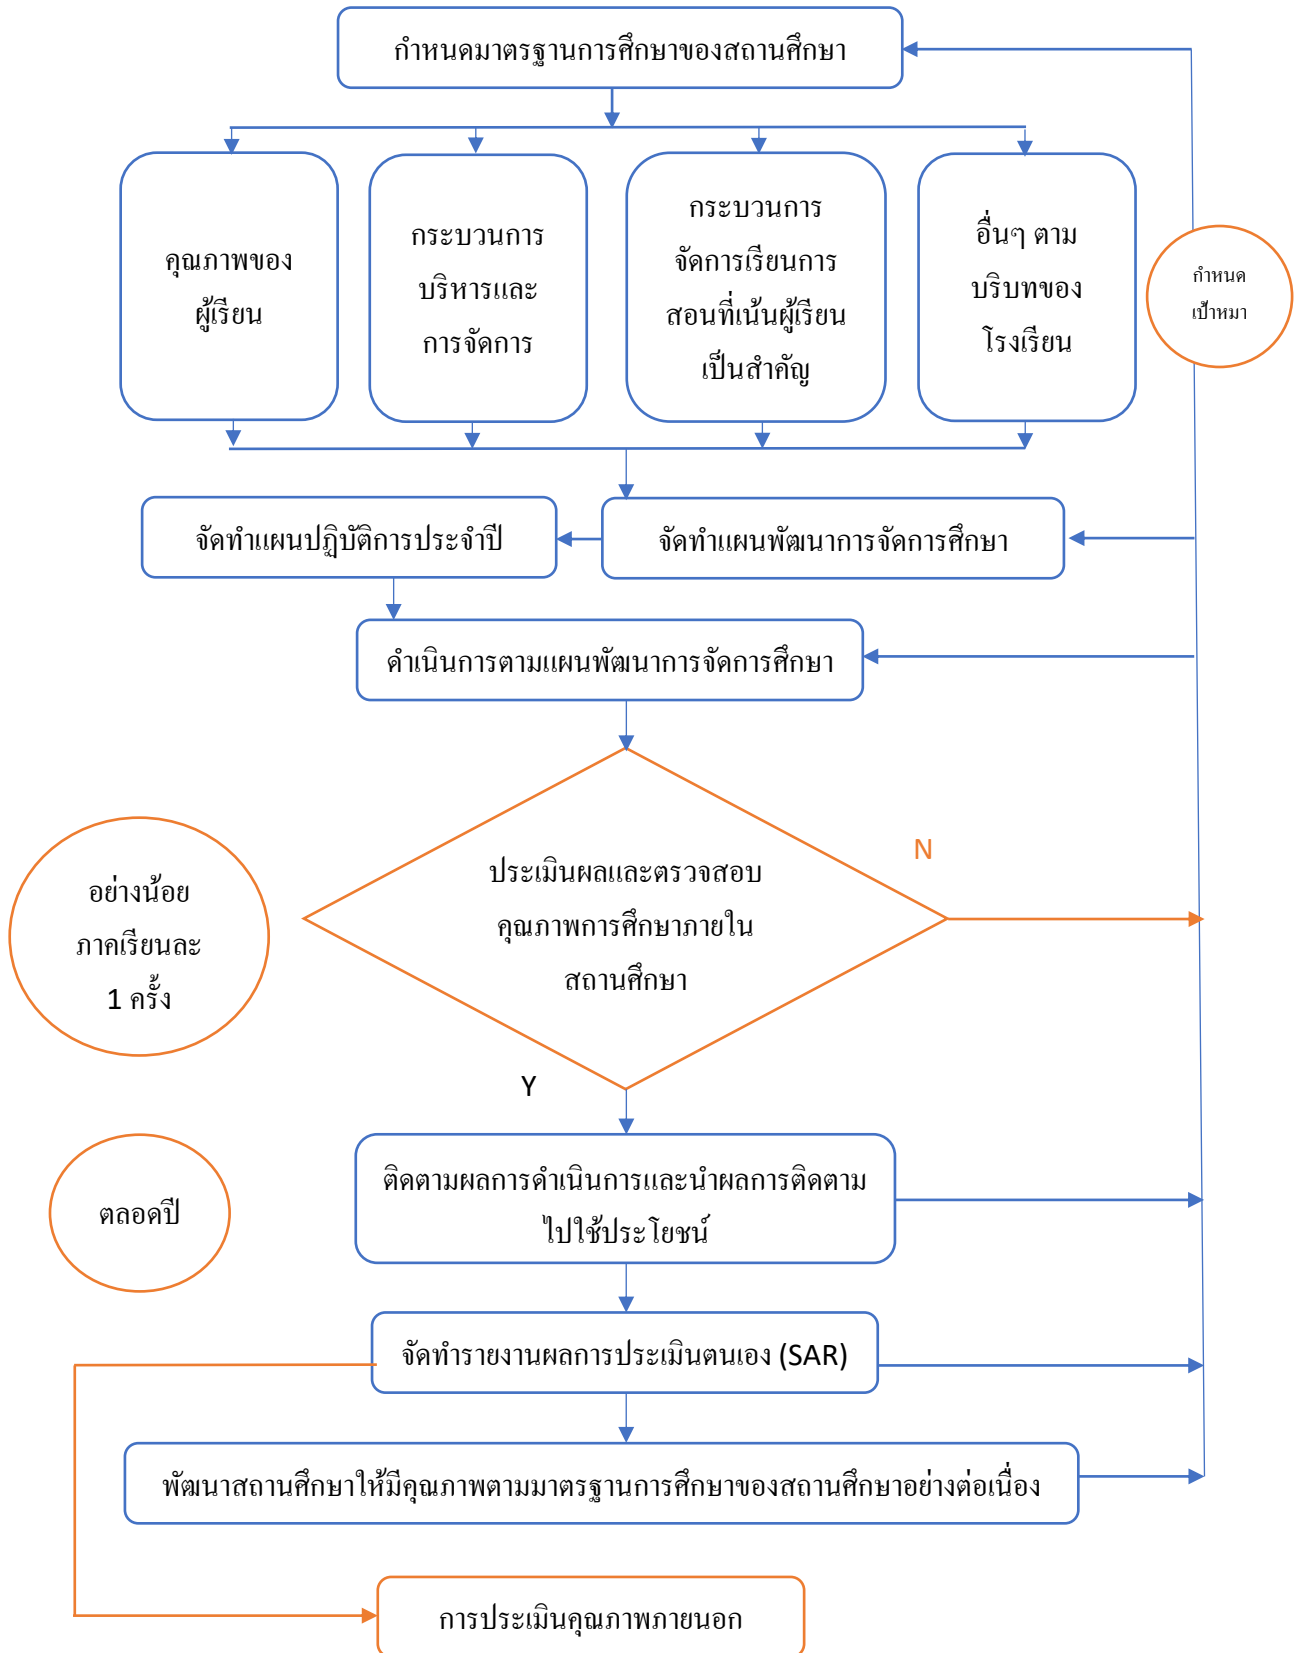 กำหนดมาตรฐานการศึกษาของสถานศึกษา
คุณภาพของ
ผู้เรียน
กระบวนการ
บริหารและ
การจัดการ
กระบวนการ
จัดการเรียนการ
สอนที่เน้นผู้เรียน
เป็นสำคัญ
อื่นๆ ตาม
บริบทของ
โรงเรียน
กำหนด
เป้าหมา
จัดทำแผนปฏิบัติการประจำปี
จัดทำแผนพัฒนาการจัดการศึกษา
ดำเนินการตามแผนพัฒนาการจัดการศึกษา
N
อย่างน้อย
ภาคเรียนละ
1 ครั้ง
ประเมินผลและตรวจสอบ
คุณภาพการศึกษาภายใน
สถานศึกษา
Y
ตลอดปี
ติดตามผลการดำเนินการและนำผลการติดตาม
ไปใช้ประโยชน์
จัดทำรายงานผลการประเมินตนเอง (SAR)
พัฒนาสถานศึกษาให้มีคุณภาพตามมาตรฐานการศึกษาของสถานศึกษาอย่างต่อเนื่อง
การประเมินคุณภาพภายนอก